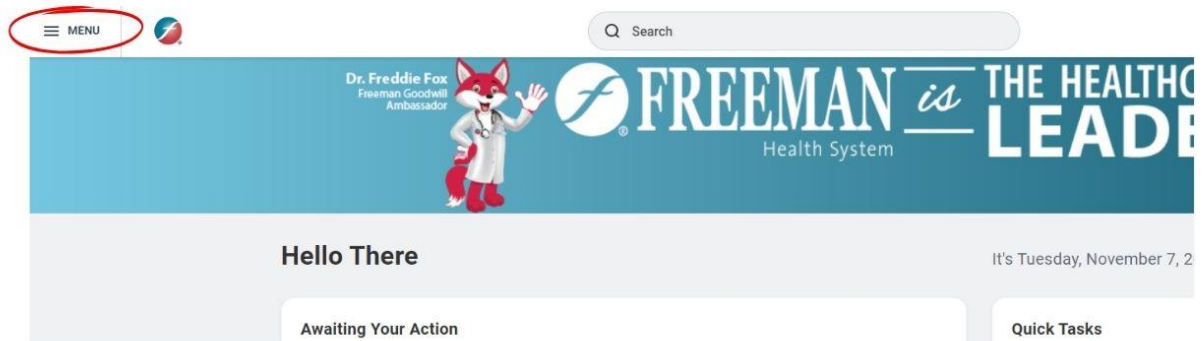 MENU
Search
Dr. Freddie Fox
Freeman Goodwill
Ambassador
FREEMAN is THE HEALTHC
LEADE
Health System
Hello There
It's Tuesday, November 7, 2
Awaiting Your Action
Quick Tasks